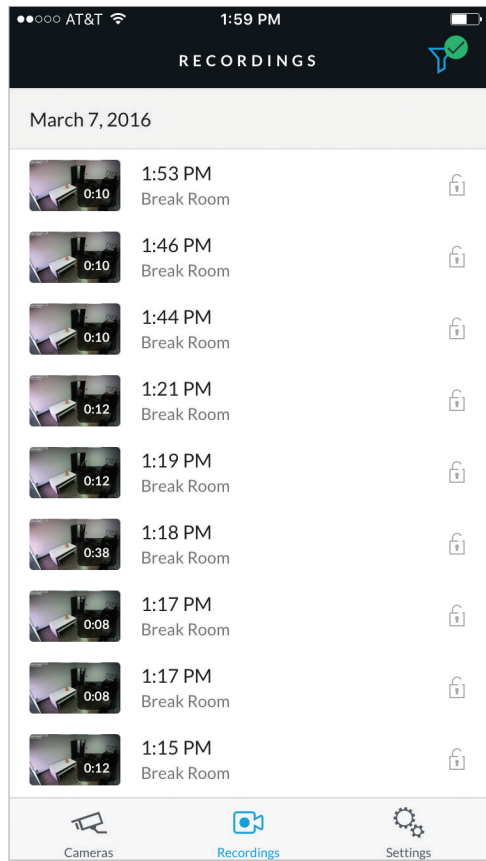 AT&T 1:59 PM
RECORDINGS
March 7, 2016
1:53 PM
0:10
Break Room
1:46 PM
0:10
Break Room
1:44 PM
0:10
Break Room
1:21 PM
0:12
Break Room
1:19 PM
0:12
Break Room
1:18 PM
0:38
Break Room
1:17 PM
0:08
Break Room
1:17 PM
0:08
Break Room
1:15 PM
0:12
Break Room
Cameras Recordings Settings